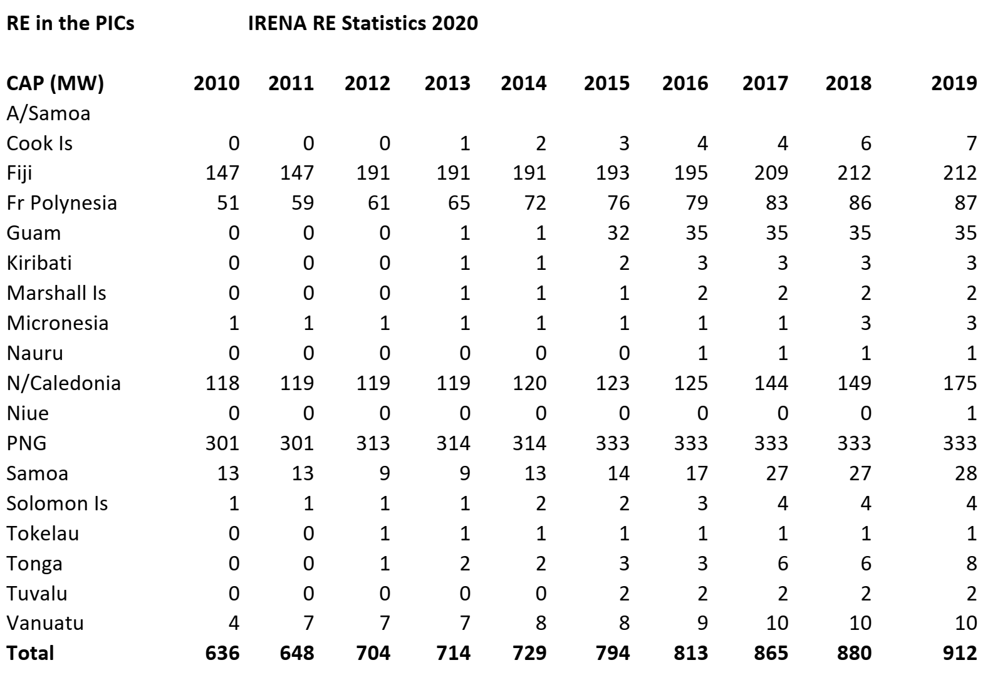 RE in the PICs IRENA RE Statistics 2020
CAP (MW) 2010 2011 2012 2013 2014 2015 2016 2017 2018 2019
A/Samoa
Cook Is 0 0 0 1 2 3 4 4 6 7
Fiji 147 147 191 191 191 193 195 209 212 212
Fr Polynesia 51 59 61 65 72 76 79 83 86 87
Guam 0 0 0 1 1 32 35 35 35 35
Kiribati 0 0 0 1 1 2 3 3 3 3
Marshall Is 0 0 0 1 1 1 2 2 2 2
Micronesia 1 1 1 1 1 1 1 1 3 3
Nauru 0 0 0 0 0 0 1 1 1 1
N/Caledonia 118 119 119 119 120 123 125 144 149 175
Niue 0 0 0 0 0 0 0 0 0 1
PNG 301 301 313 314 314 333 333 333 333 333
Samoa 13 13 9 9 13 14 17 27 27 28
Solomon Is 1 1 1 1 2 2 3 4 4 4
Tokelau 0 0 1 1 1 1 1 1 1 1
Tonga 0 0 1 2 2 3 3 6 6 8
Tuvalu 0 0 0 0 0 2 2 2 2 2
Vanuatu 4 7 7 7 8 8 9 10 10 10
Total 636 648 704 714 729 794 813 865 880 912